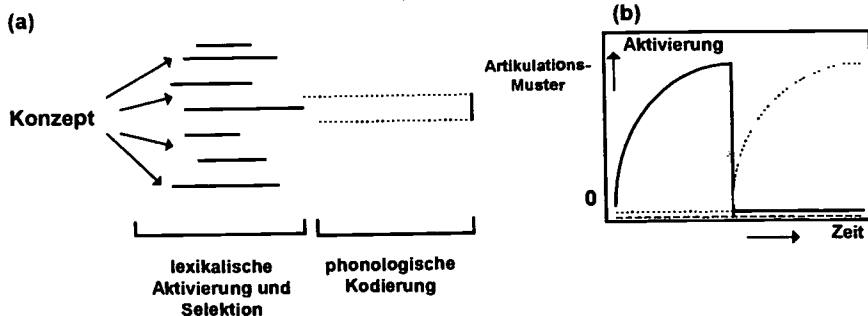 (a)
Konzept
lexikalische
Aktivierung und
Selektion
phonologische
Kodierung
Artikulations-
Muster
(b)
Aktivierung
0
Zeit